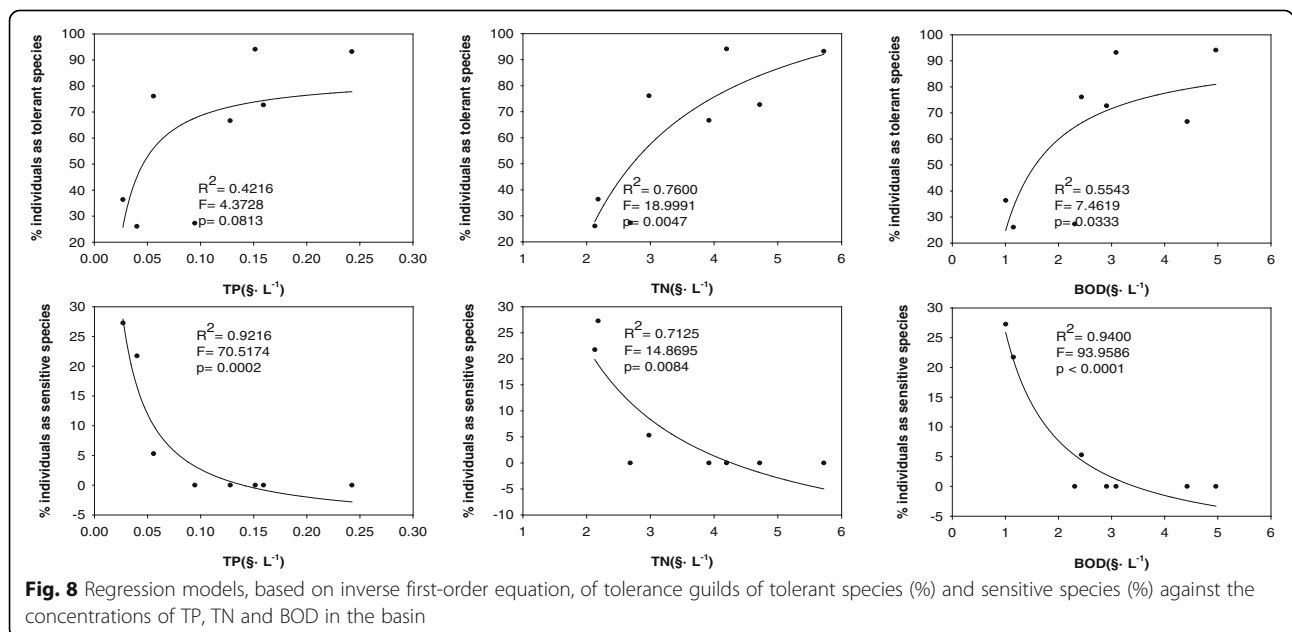 % individuals as tolerant species
100
90
80
70
60
50
40
30
20
R2 = 0.4216
F= 4.3728
p= 0.0813
0.00 0.05 0.10 0.15 0.20 0.25 0.30
TP(§· L-1)
% individuals as tolerant species
100
90
80
70
60
50
40
30
20
R2 = 0.7600
F= 18.9991
p= 0.0047
1 2 3 4 5 6
TN(§· L-1)
% individuals as tolerant species
100
90
80
70
60
50
40
30
20
R2 = 0.5543
F= 7.4619
p= 0.0333
0 1 2 3 4 5 6
BOD(§· L-1)
% individuals as sensitive species
30
25
20
15
10
5
0
-5
R2 = 0.9216
F= 70.5174
p= 0.0002
0.00 0.05 0.10 0.15 0.20 0.25 0.30
TP(§· L-1)
% individuals as sensitive species
30
25
20
15
10
5
0
-5
-10
R2 = 0.7125
F= 14.8695
p= 0.0084
1 2 3 4 5 6
TN(§· L-1)
% individuals as sensitive species
30
25
20
15
10
5
0
-5
R2 = 0.9400
F= 93.9586
p < 0.0001
0 1 2 3 4 5 6
BOD(§· L-1)
Fig. 8 Regression models, based on inverse first-order equation, of tolerance guilds of tolerant species (%) and sensitive species (%) against the
concentrations of TP, TN and BOD in the basin